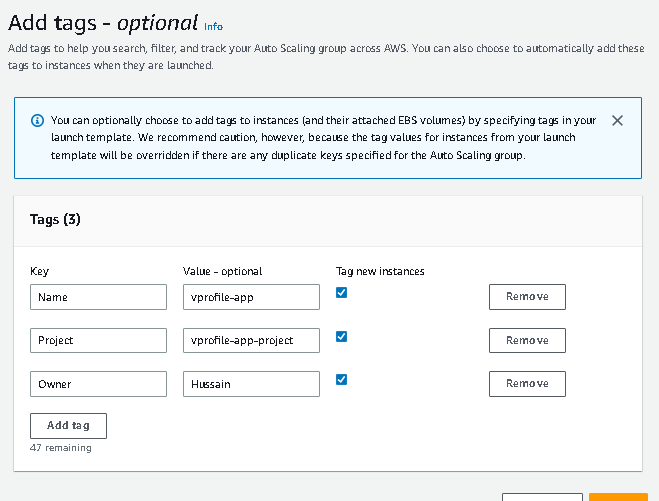 Add tags - optional Info
Add tags to help you search, filter, and track your Auto Scaling group across AWS. You can also choose to automatically add these
tags to instances when they are launched.
You can optionally choose to add tags to instances (and their attached EBS volumes) by specifying tags in your
launch template. We recommend caution, however, because the tag values for instances from your launch
template will be overridden if there are any duplicate keys specified for the Auto Scaling group.
Tags (3)
Key Value - optional Tag new instances
Name vprofile-app Remove
Project vprofile-app-project Remove
Owner Hussain Remove
Add tag
47 remaining